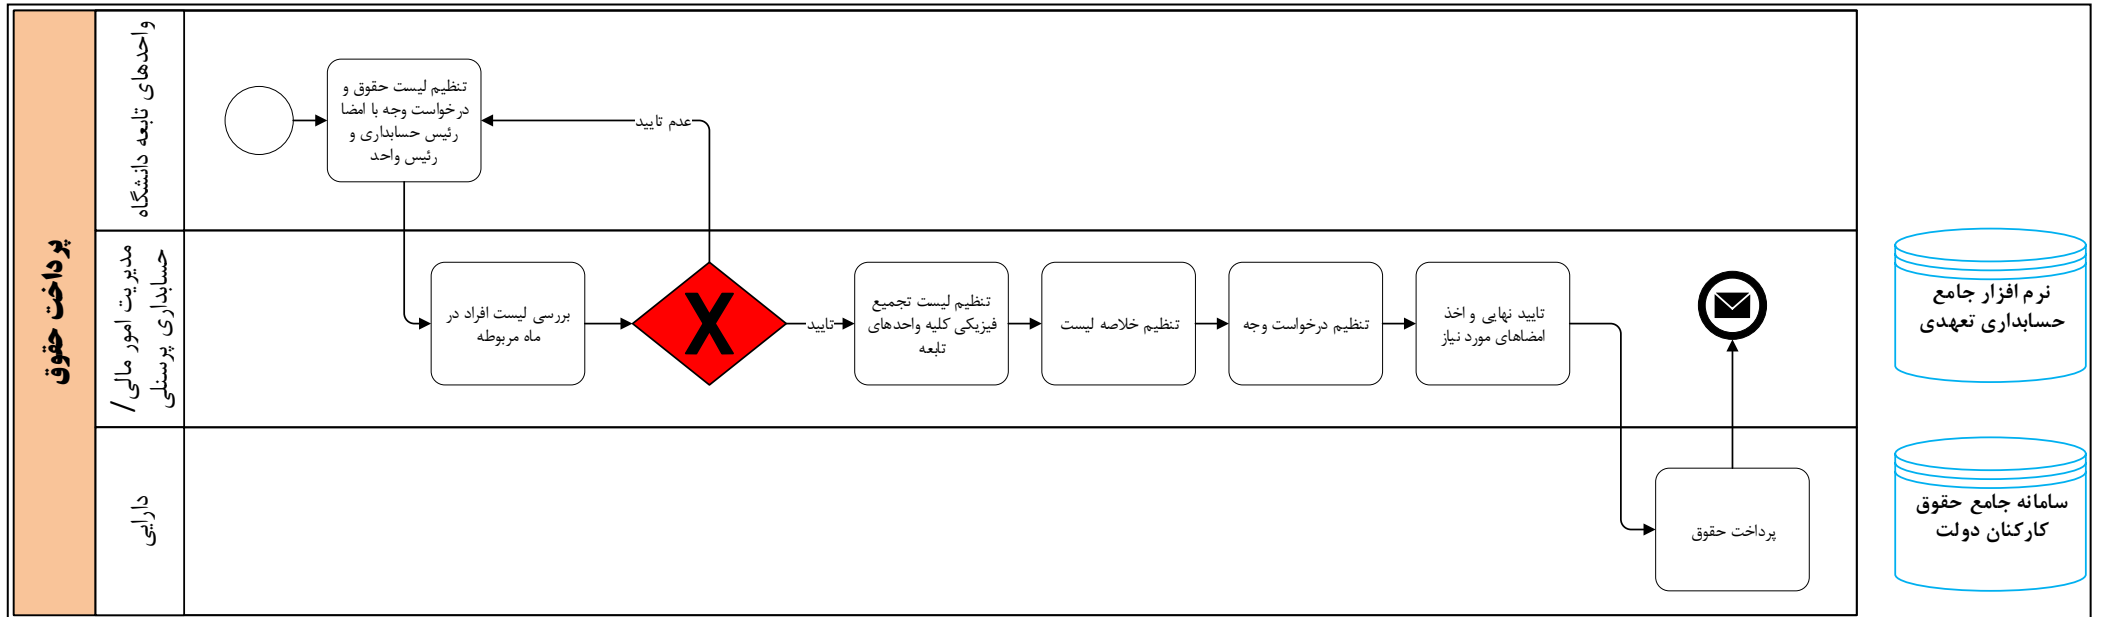 پرداخت حقوق
واحدهای تابعه دانشگاه
تنظیم لیست حقوق و
درخواست وجه با امضا
رئیس حسابداری و
رئیس واحد
عدم تایید
مدیریت امور مالی /
حسابداری پرسنلی
بررسی لیست افراد در
ماه مربوطه
X
تایید
تنظیم لیست تجمیع
فیزیکی کلیه واحدهای
تابعه
تنظیم خلاصه لیست
تنظیم درخواست وجه
تایید نهایی و اخذ
امضاهای مورد نیاز
دارایی
پرداخت حقوق
نرم افزار جامع
حسابداری تعهدی
سامانه جامع حقوق
کارکنان دولت